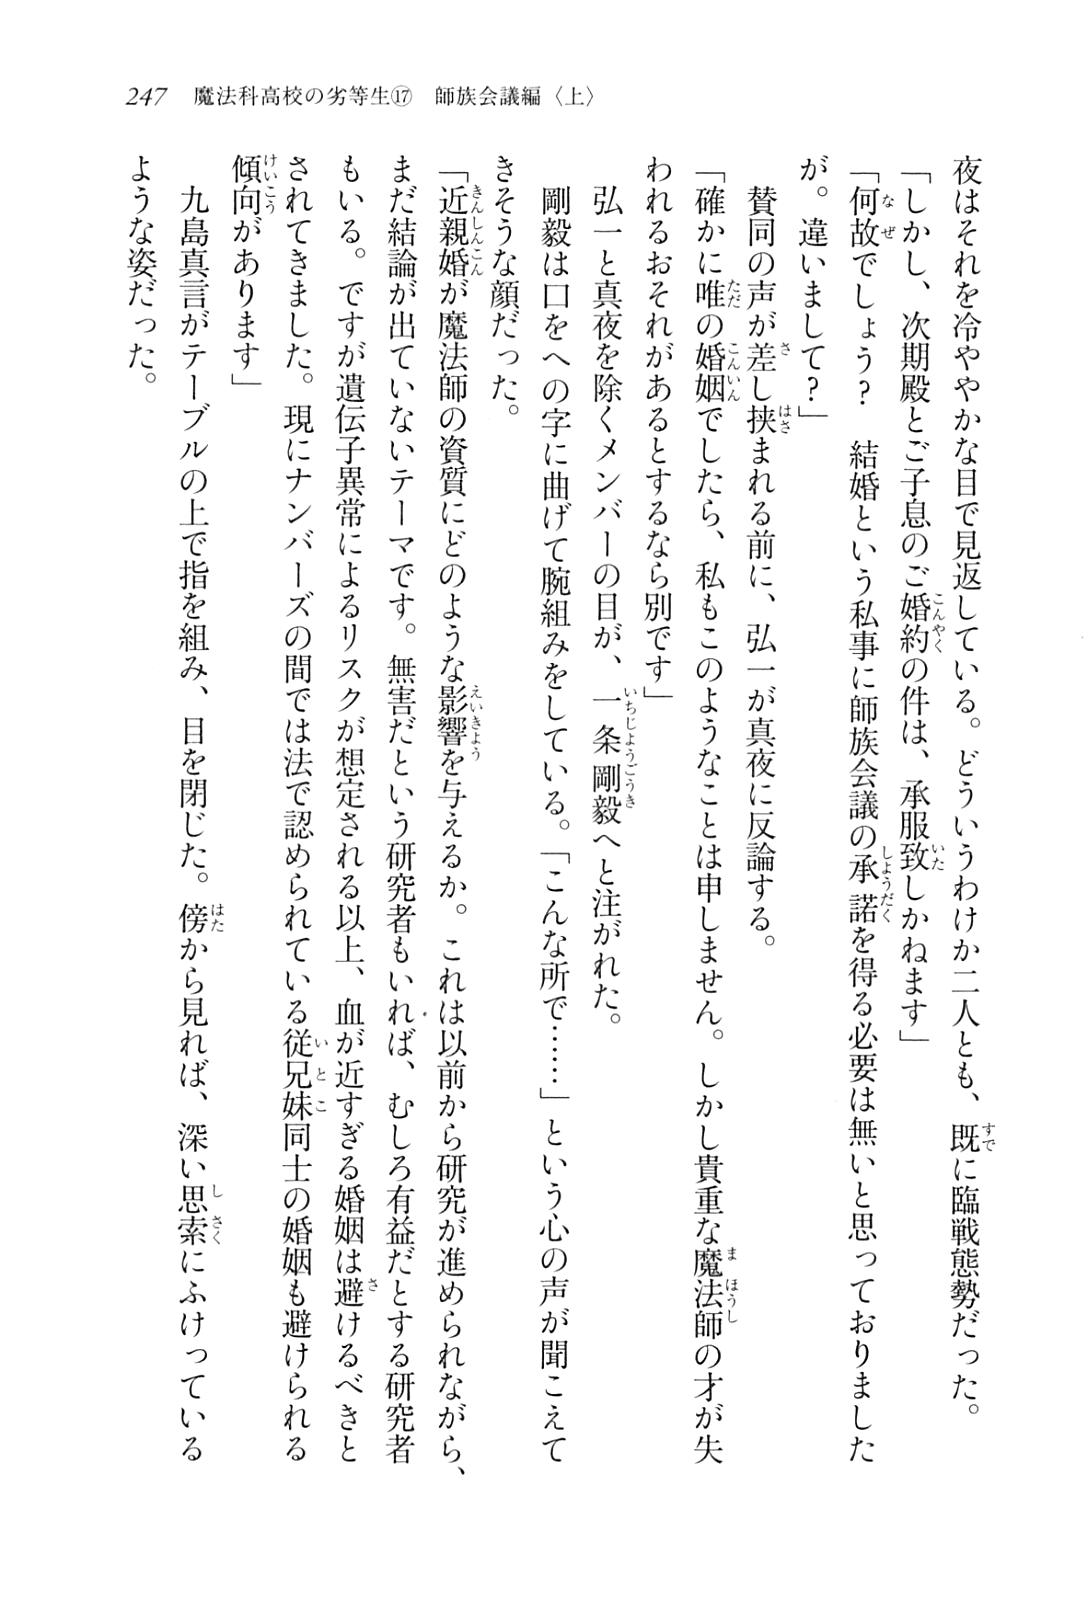 247 魔法科高校の劣等生⑰ 師族会議編〈上〉
夜はそれを冷ややかな目で見返している。どういうわけか二人とも、既に臨戦態勢だった。
「しかし、次期殿とご子息のご婚約の件は、承服致しかねます」
「何故でしょう? 結婚という私事に師族会議の承諾を得る必要は無いと思っておりました
が。違いまして?」
賛同の声が差し挟まれる前に、弘一が真夜に反論する。
「確かに唯の婚姻でしたら、私もこのようなことは申しません。しかし貴重な魔法師の才が失
われるおそれがあるとするなら別です」
弘一と真夜を除くメンバーの目が、一条剛毅へと注がれた。
剛毅は口をへの字に曲げて腕組みをしている。「こんな所で……」という心の声が聞こえて
きそうな顔だった。
「近親婚が魔法師の資質にどのような影響を与えるか。これは以前から研究が進められながら、
まだ結論が出ていないテーマです。無害だという研究者もいれば、むしろ有益だとする研究者
もいる。ですが遺伝子異常によるリスクが想定される以上、血が近すぎる婚姻は避けるべきと
されてきました。現にナンバーズの間では法で認められている従兄妹同士の婚姻も避けられる
傾向があります」
九島真言がテーブルの上で指を組み、目を閉じた。傍から見れば、深い思索にふけっている
ような姿だった。